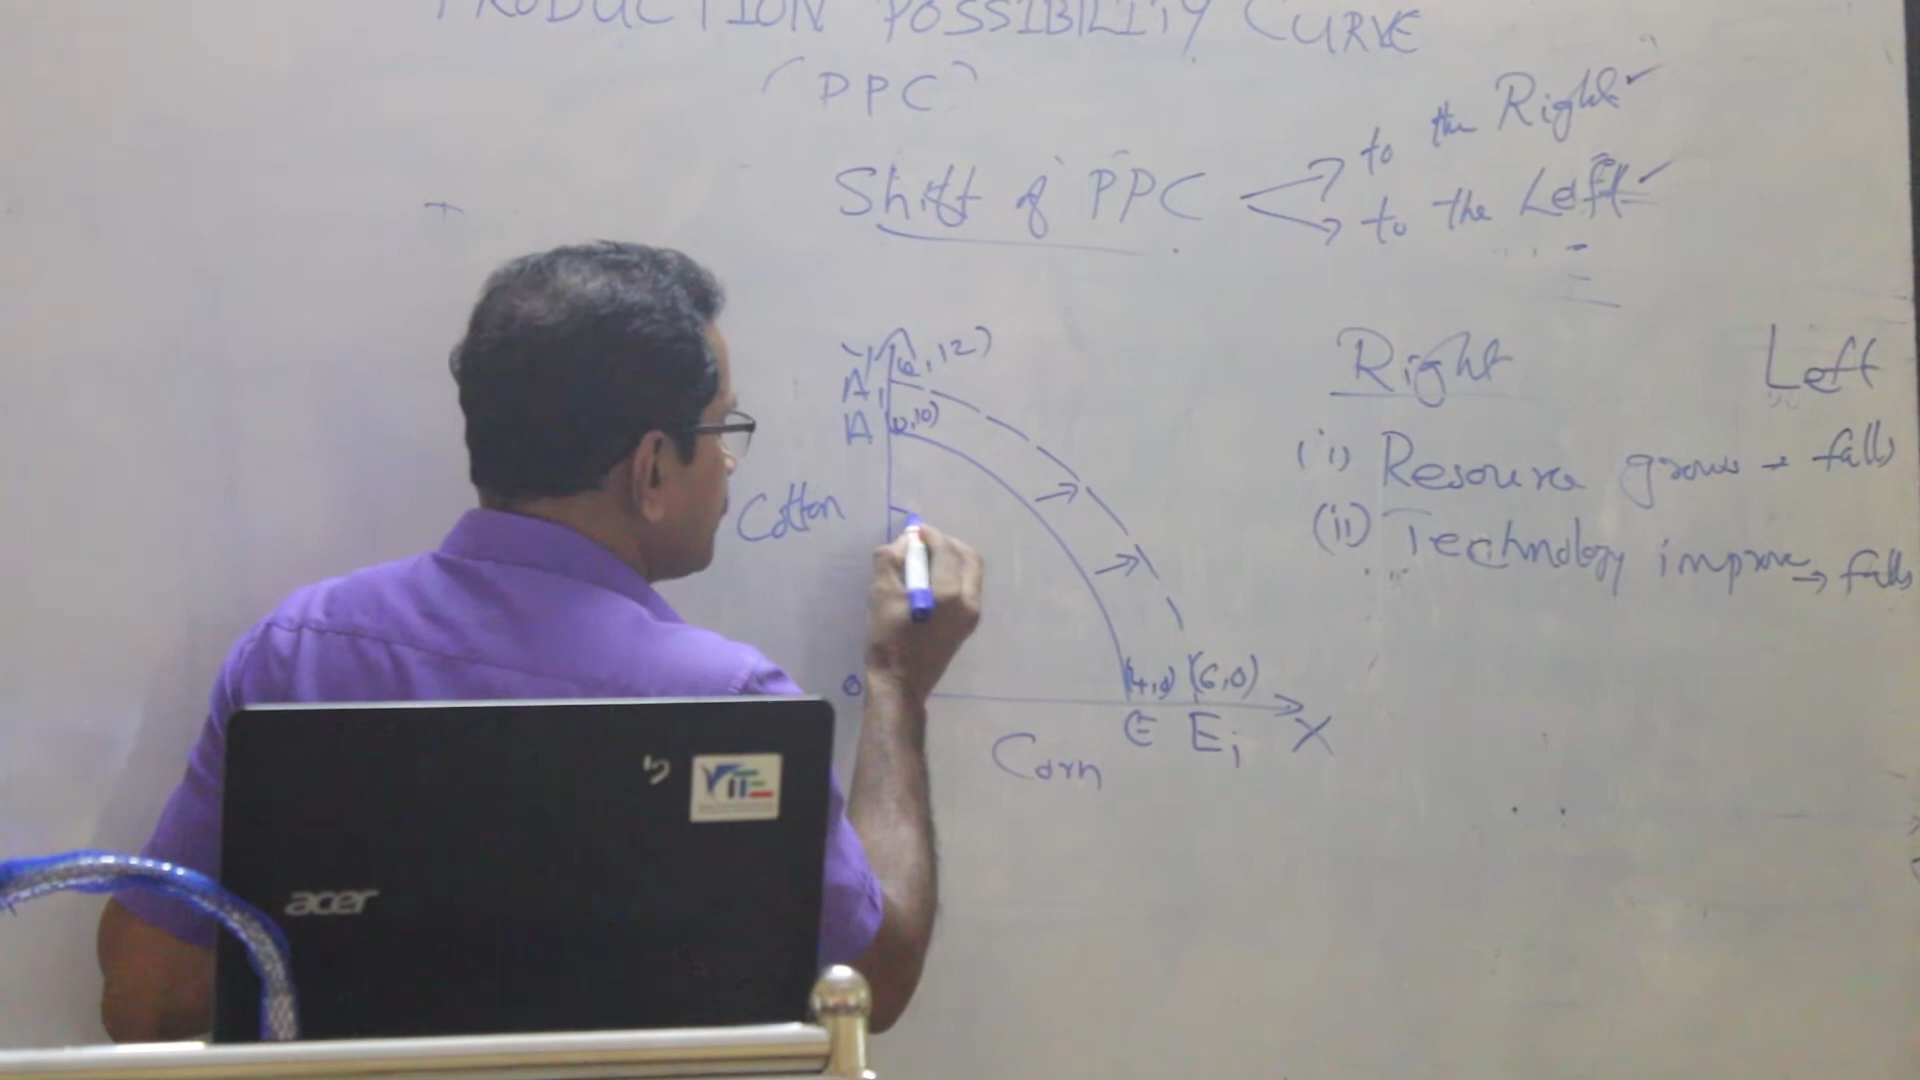 PRODUCTION POSSIBILITY CURVE
(PPC)
Shift of PPC
to the Right
to the Left
Y
A1 (0,12)
A (0,10)
Cotton
0
(4,0) (6,0)
E E1 X
Corn
Right Left
(i) Resource grows → falls
(ii) Technology improve → falls
acer